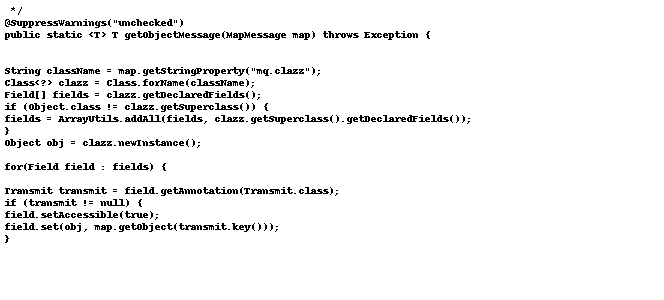 */
@SuppressWarnings("unchecked")
public static <T> T getObjectMessage(MapMessage map) throws Exception {
String className = map.getStringProperty("mq.clazz");
Class<?> clazz = Class.forName(className);
Field[] fields = clazz.getDeclaredFields();
if (Object.class != clazz.getSuperclass()) {
fields = ArrayUtils.addAll(fields, clazz.getSuperclass().getDeclaredFields());
}
Object obj = clazz.newInstance();
for(Field field : fields) {
Transmit transmit = field.getAnnotation(Transmit.class);
if (transmit != null) {
field.setAccessible(true);
field.set(obj, map.getObject(transmit.key()));
}